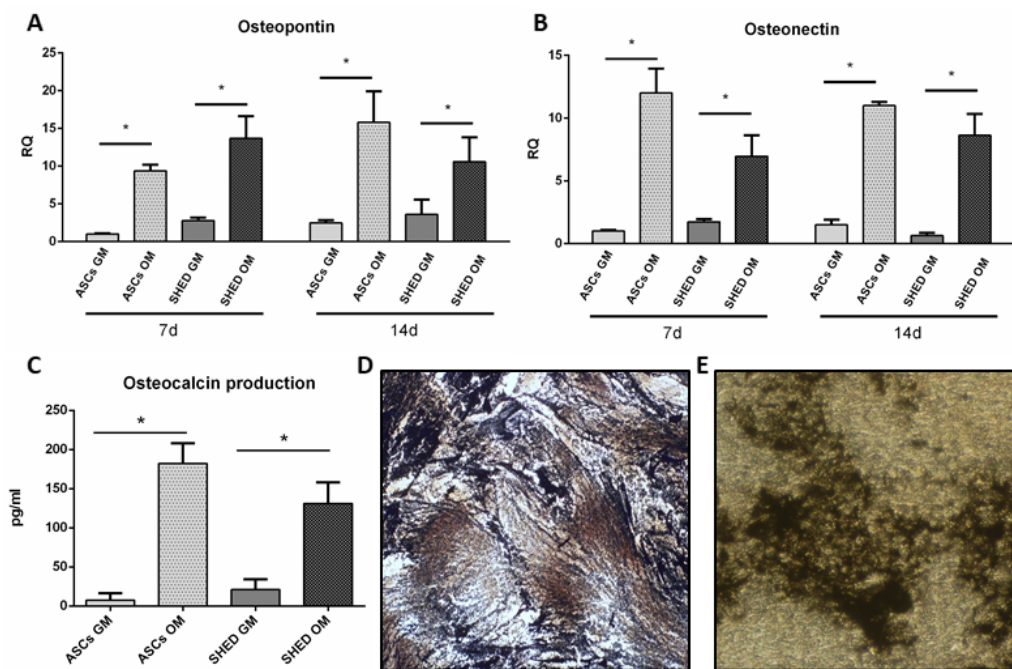 A
Osteopontin
RQ
25
20
15
10
5
0
*
*
*
*
ASCs GM
ASCs OM
SHED GM
SHED OM
ASCs GM
ASCs OM
SHED GM
SHED OM
7d
14d
B
Osteonectin
RQ
15
10
5
0
*
*
*
*
ASCs GM
ASCs OM
SHED GM
SHED OM
ASCs GM
ASCs OM
SHED GM
SHED OM
7d
14d
C
Osteocalcin production
pg/ml
250
200
150
100
50
0
*
*
ASCs GM
ASCs OM
SHED GM
SHED OM
D
E